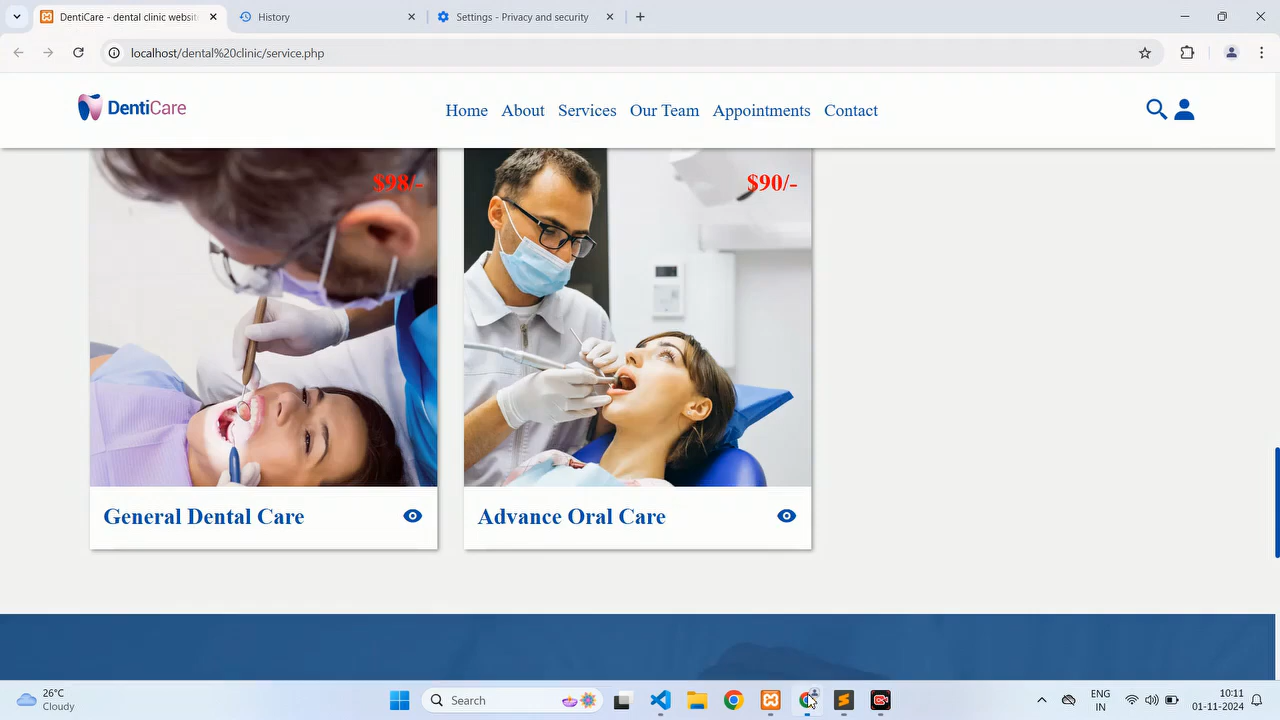 DentiCare - dental clinic websit
History
Settings - Privacy and security
localhost/dental%20clinic/service.php
DentiCare
Home About Services Our Team Appointments Contact
$98/-
$90/-
General Dental Care
Advance Oral Care
26°C
Cloudy
Search
ENG
IN
10:11
01-11-2024